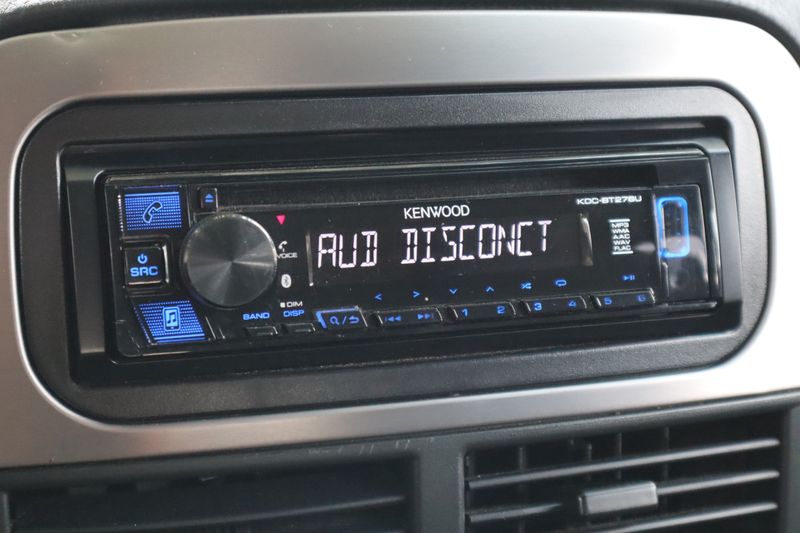 KENWOOD
KDC-BT278U
AUD DISCONCT
VOICE
SRC
MP3
WMA
AAC
WAV
FLAC
DIM
BAND DISP
1 2 3 4 5 6